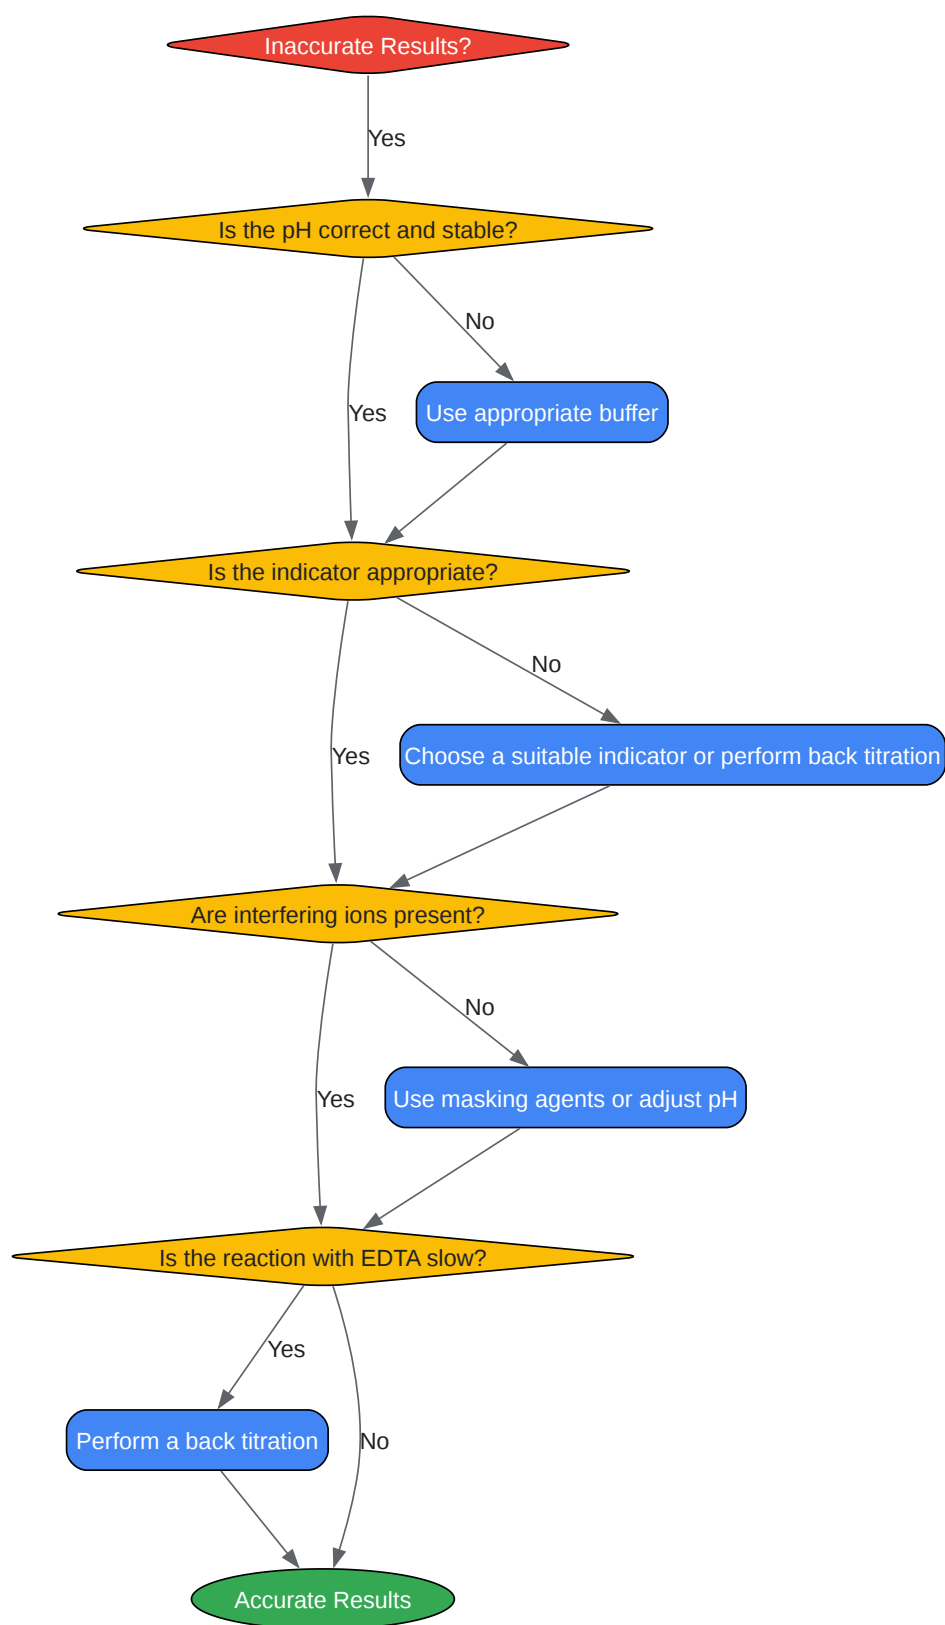 Inaccurate Results?
Yes
Is the pH correct and stable?
No
Yes
Use appropriate buffer
Is the indicator appropriate?
No
Yes
Choose a suitable indicator or perform back titration
Are interfering ions present?
No
Yes
Use masking agents or adjust pH
Is the reaction with EDTA slow?
Yes
Perform a back titration
No
Accurate Results